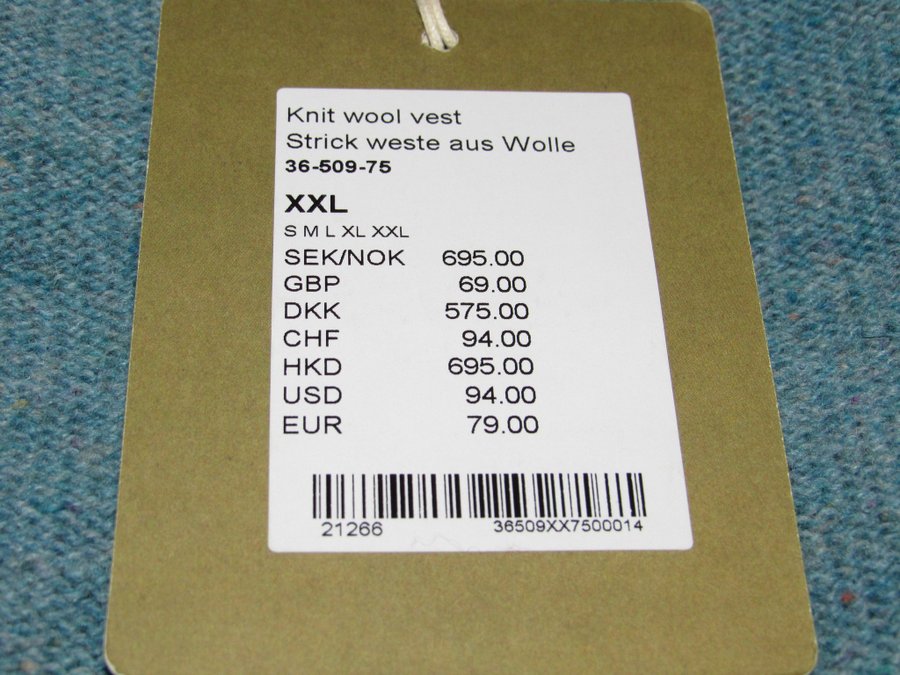 Knit wool vest
Strick weste aus Wolle
36-509-75
XXL
S M L XL XXL
SEK/NOK 695.00
GBP 69.00
DKK 575.00
CHF 94.00
HKD 695.00
USD 94.00
EUR 79.00
21266 36509XX7500014